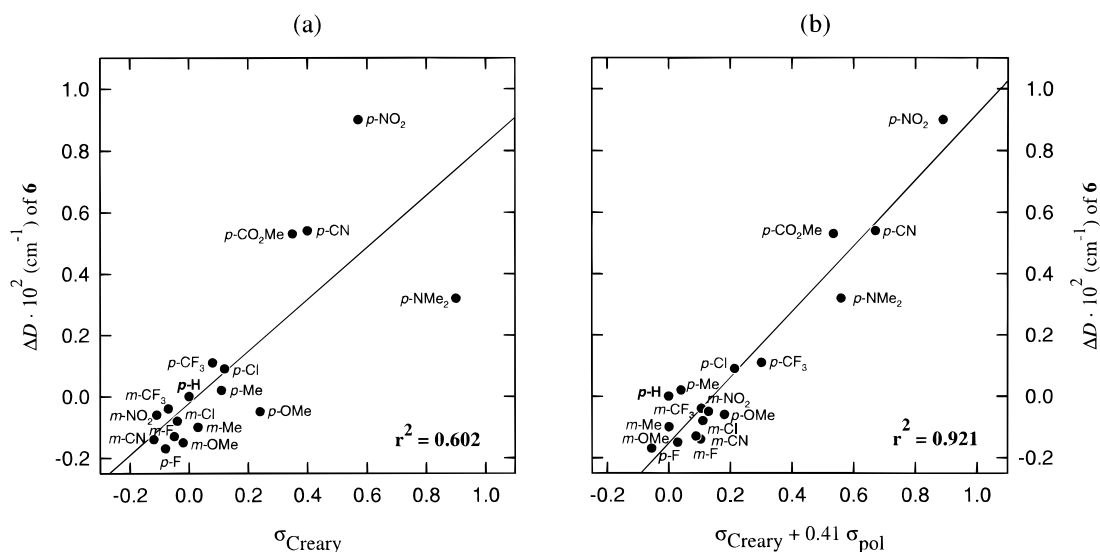 (a)
(b)
ΔD · 10² (cm⁻¹) of 6
1.0
0.8
0.6
0.4
0.2
0.0
-0.2
p-NO₂
p-CO₂Me
p-CN
p-NMe₂
p-CF₃
p-Cl
p-H
p-Me
m-CF₃
m-NO₂
m-Cl
p-OMe
m-F
m-Me
m-CN
m-OMe
p-F
r² = 0.602
-0.2 0.0 0.2 0.4 0.6 0.8 1.0
σCreary
p-NO₂
p-CO₂Me
p-CN
p-NMe₂
p-Cl
p-CF₃
p-H
p-Me
m-CF₃
m-NO₂
p-OMe
m-Me
m-Cl
m-OMe
m-CN
p-F
m-F
r² = 0.921
1.0
0.8
0.6
0.4
0.2
0.0
-0.2
ΔD · 10² (cm⁻¹) of 6
-0.2 0.0 0.2 0.4 0.6 0.8 1.0
σCreary + 0.41 σpol